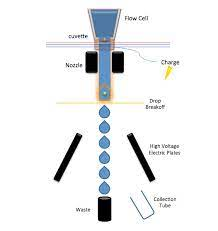 Flow Cell
cuvette
Nozzle
Charge
Drop
Breakoff
High Voltage
Electric Plates
Waste
Collection
Tube